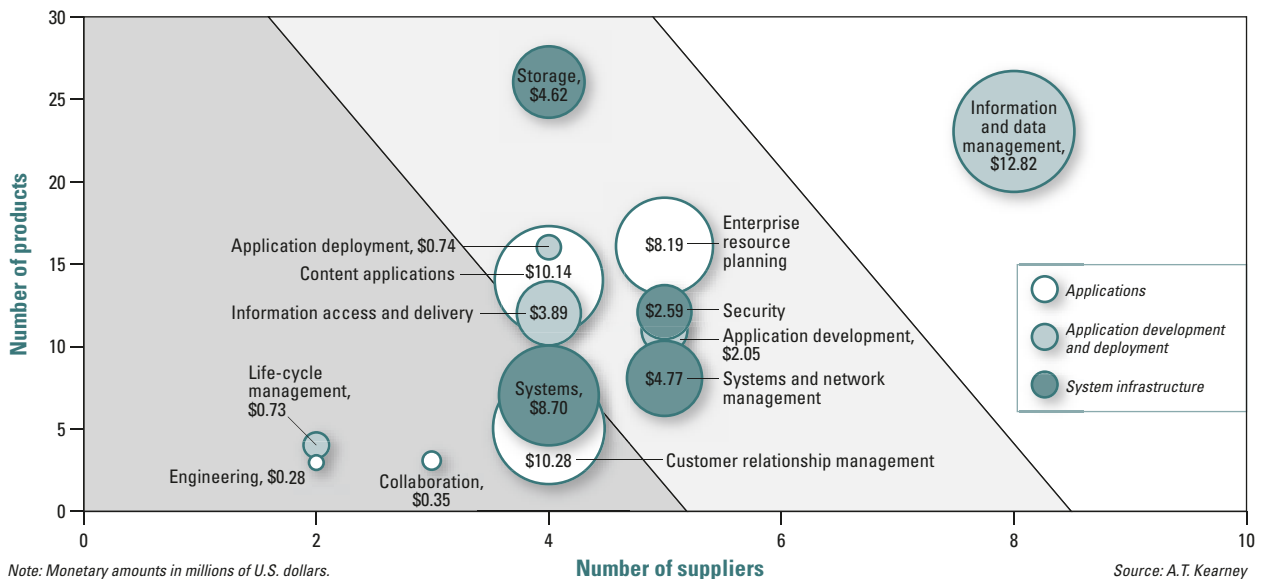 30
25
20
15
10
5
0
Number of products
Storage,
$4.62
Information
and data
management,
$12.82
Application deployment, $0.74
Content applications
$10.14
Information access and delivery
$3.89
$8.19
Enterprise
resource
planning
$2.59
Security
Application development,
$2.05
$4.77
Systems and network
management
Life-cycle
management,
$0.73
Systems,
$8.70
Engineering, $0.28
Collaboration,
$0.35
$10.28
Customer relationship management
Applications
Application development
and deployment
System infrastructure
0
2
4
6
8
10
Note: Monetary amounts in millions of U.S. dollars.
Number of suppliers
Source: A.T. Kearney